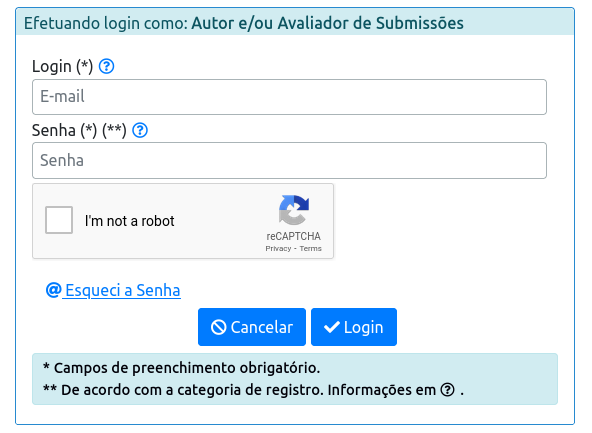 Efetuando login como: Autor e/ou Avaliador de Submissões
Login (*)
E-mail
Senha (*) (**)
Senha
I'm not a robot
reCAPTCHA
Privacy - Terms
@ Esqueci a Senha
Cancelar
Login
* Campos de preenchimento obrigatório.
** De acordo com a categoria de registro. Informações em ? .